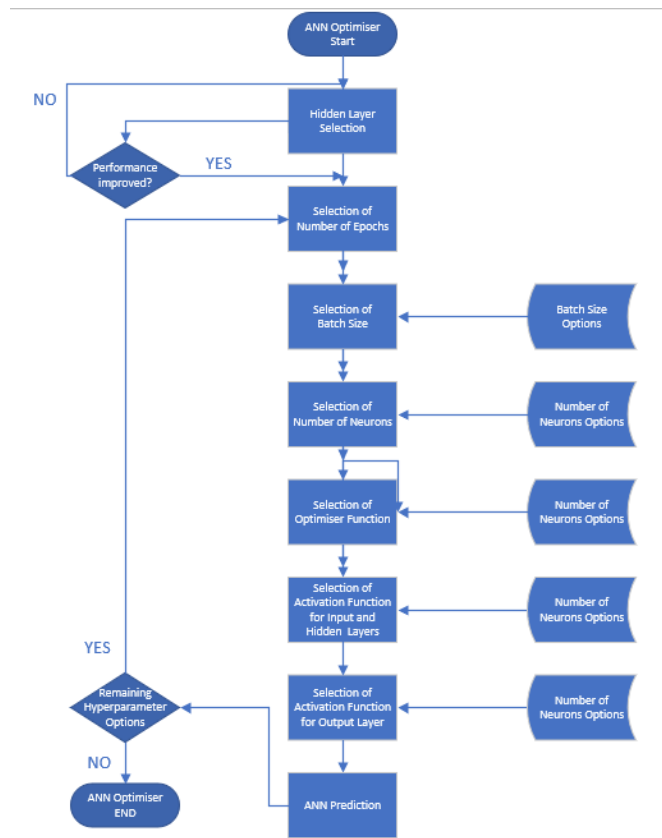 ANN Optimiser
Start
NO
Hidden Layer
Selection
Performance
improved?
YES
Selection of
Number of Epochs
Selection of
Batch Size
Batch Size
Options
Selection of
Number of Neurons
Number of
Neurons Options
Selection of
Optimiser Function
Number of
Neurons Options
Selection of
Activation Function
for Input and
Hidden Layers
Number of
Neurons Options
YES
Remaining
Hyperparameter
Options
Selection of
Activation Function
for Output Layer
Number of
Neurons Options
NO
ANN Optimiser
END
ANN Prediction